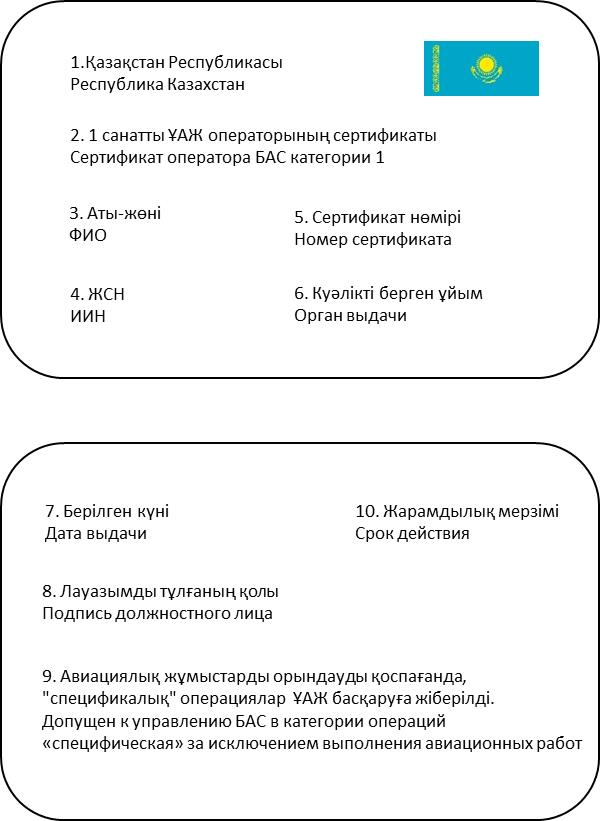 1.Қазақстан Республикасы
Республика Казахстан
2. 1 санатты ҰАЖ операторының сертификаты
Сертификат оператора БАС категории 1
3. Аты-жөні
ФИО
5. Сертификат нөмірі
Номер сертификата
4. ЖСН
ИИН
6. Куәлікті берген ұйым
Орган выдачи
7. Берілген күні
Дата выдачи
10. Жарамдылық мерзімі
Срок действия
8. Лауазымды тұлғаның қолы
Подпись должностного лица
9. Авиациялық жұмыстарды орындауды қоспағанда,
"спецификалық" операциялар ҰАЖ басқаруға жіберілді.
Допущен к управлению БАС в категории операций
«специфическая» за исключением выполнения авиационных работ